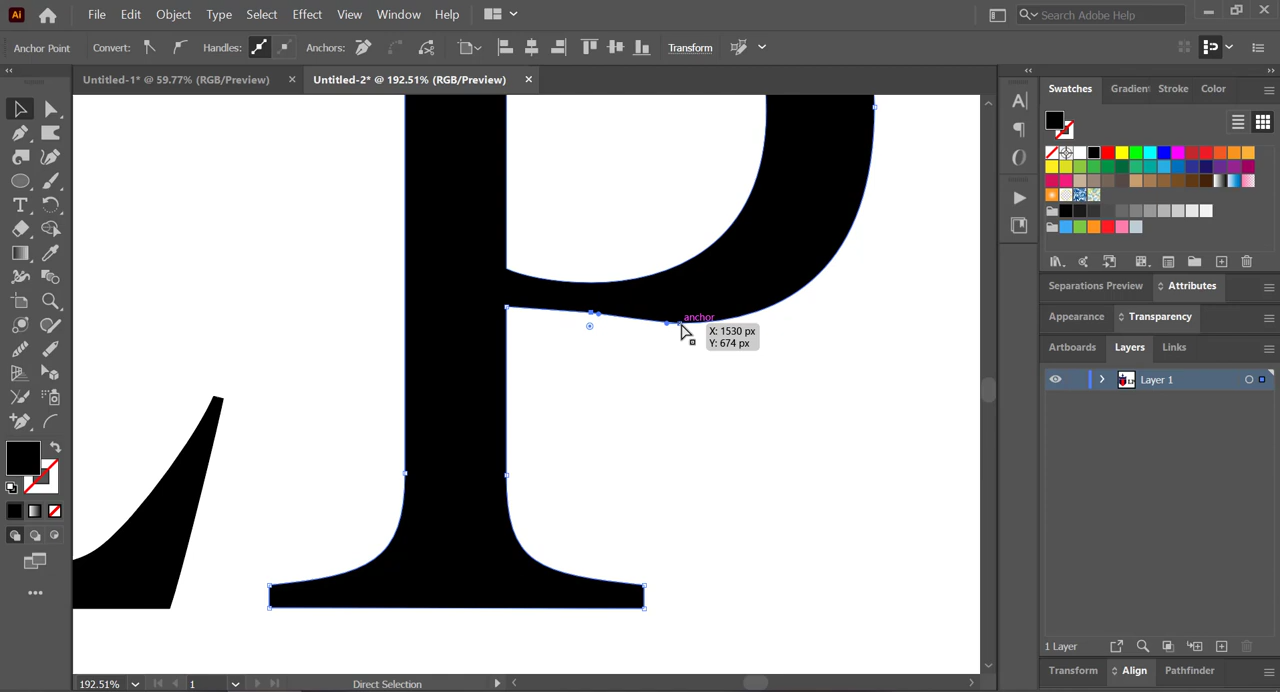 Ai File Edit Object Type Select Effect View Window Help Search Adobe Help
Anchor Point Convert: Handles: Anchors: Transform
Untitled-1* @ 59.77% (RGB/Preview) × Untitled-2* @ 192.51% (RGB/Preview) ×
Swatches Gradient Stroke Color
Separations Preview Attributes
Appearance Transparency
Artboards Layers Links
Layer 1
anchor
X: 1530 px
Y: 674 px
1 Layer
Transform Align Pathfinder
192.51% 1 Direct Selection